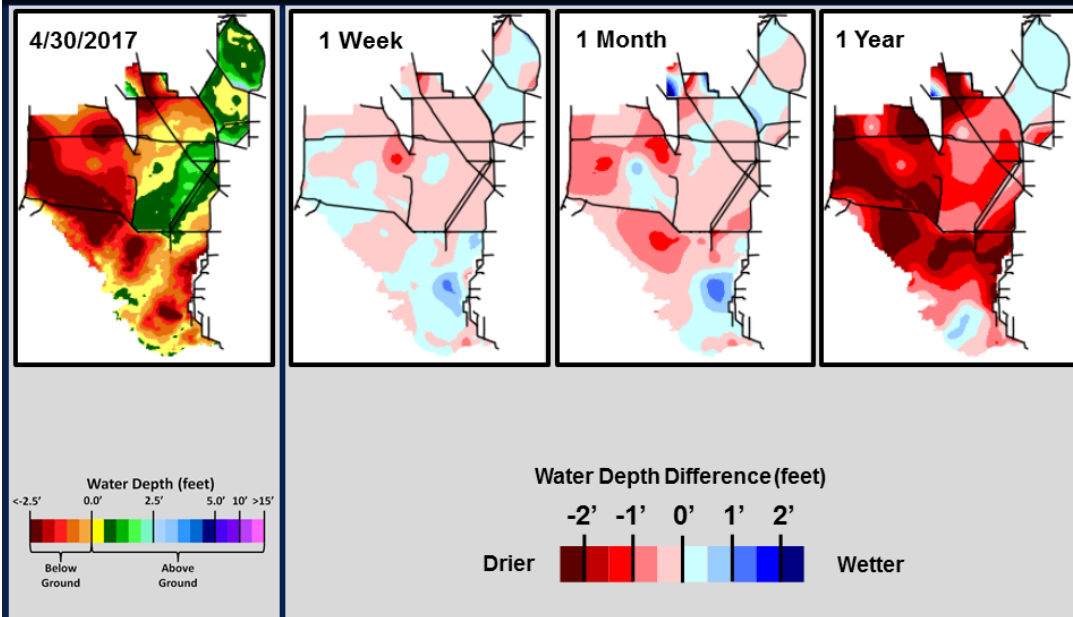 4/30/2017
1 Week
1 Month
1 Year
Water Depth (feet)
<-2.5' 0.0' 2.5' 5.0' 10' >15'
Below
Ground
Above
Ground
Water Depth Difference (feet)
-2' -1' 0' 1' 2'
Drier
Wetter